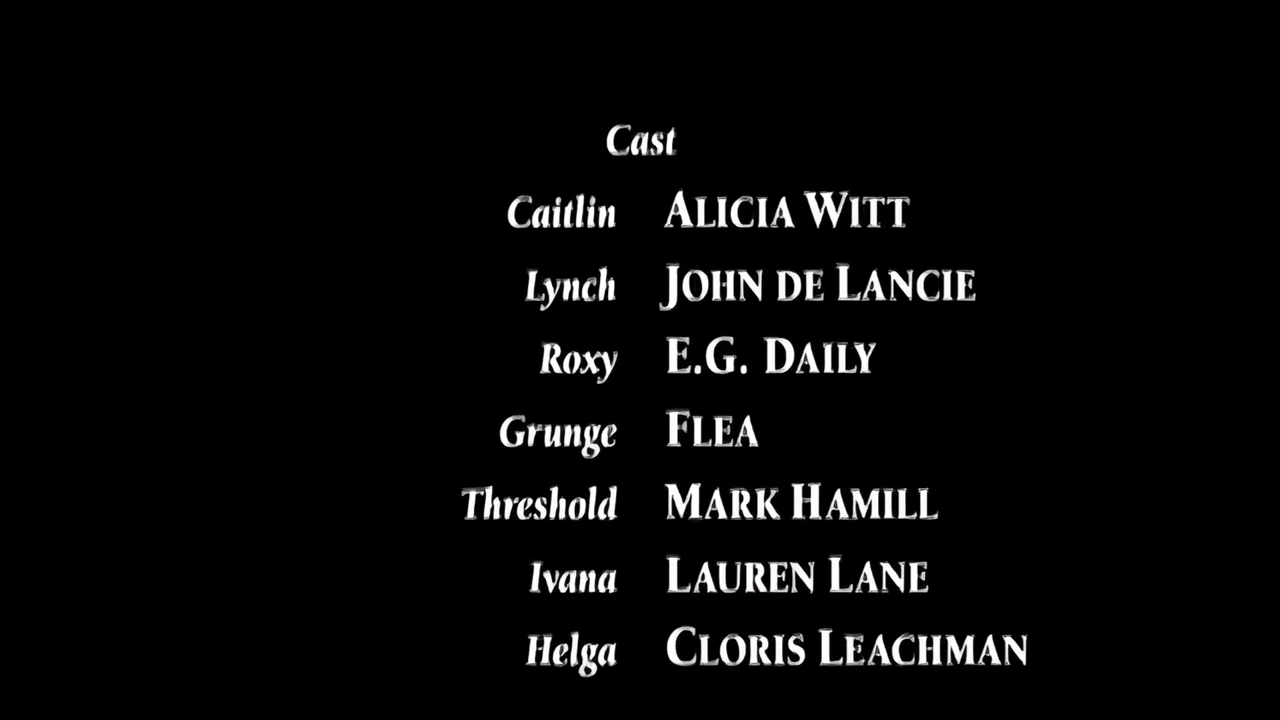 Cast
Caitlin ALICIA WITT
Lynch JOHN DE LANCIE
Roxy E.G. DAILY
Grunge FLEA
Threshold MARK HAMILL
Ivana LAUREN LANE
Helga CLORIS LEACHMAN